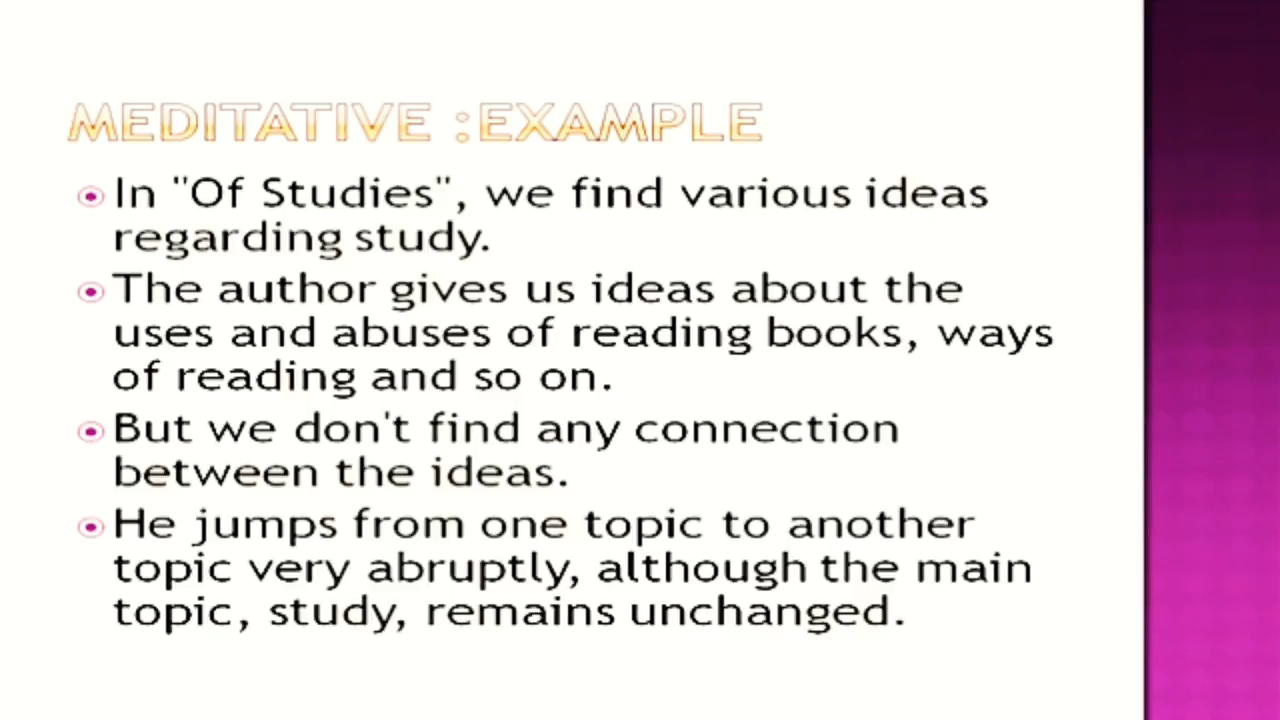 MEDITATIVE :EXAMPLE
In "Of Studies", we find various ideas
regarding study.
The author gives us ideas about the
uses and abuses of reading books, ways
of reading and so on.
But we don't find any connection
between the ideas.
He jumps from one topic to another
topic very abruptly, although the main
topic, study, remains unchanged.